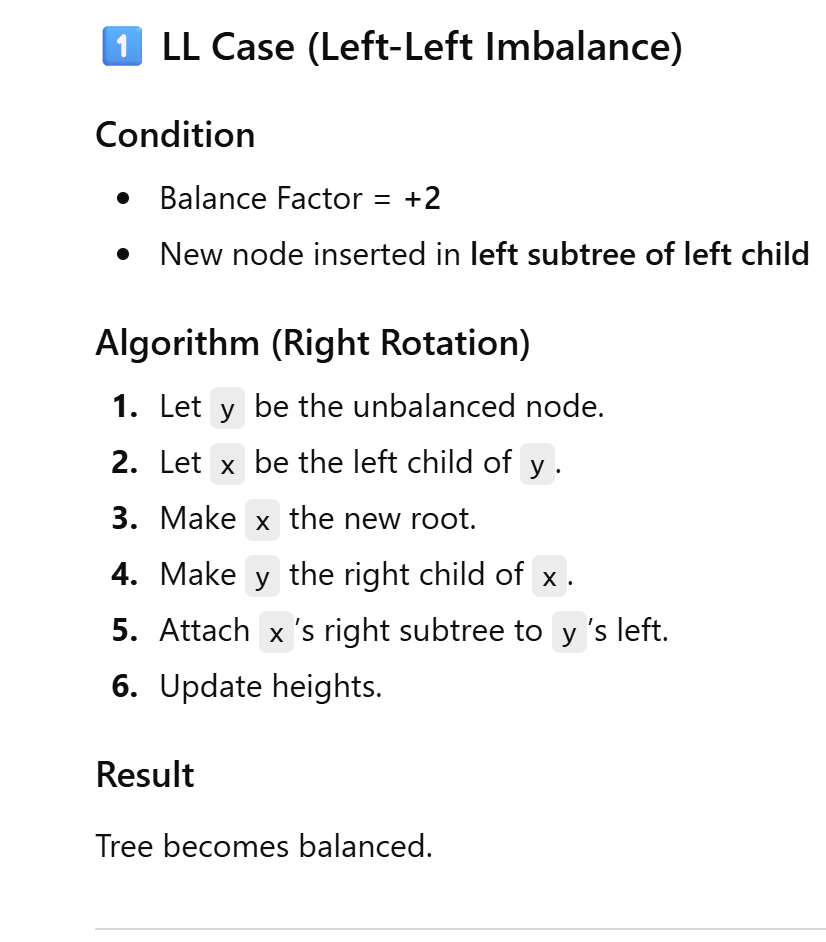 1️⃣ LL Case (Left-Left Imbalance)
Condition
• Balance Factor = +2
• New node inserted in left subtree of left child
Algorithm (Right Rotation)
1. Let y be the unbalanced node.
2. Let x be the left child of y.
3. Make x the new root.
4. Make y the right child of x.
5. Attach x’s right subtree to y’s left.
6. Update heights.
Result
Tree becomes balanced.